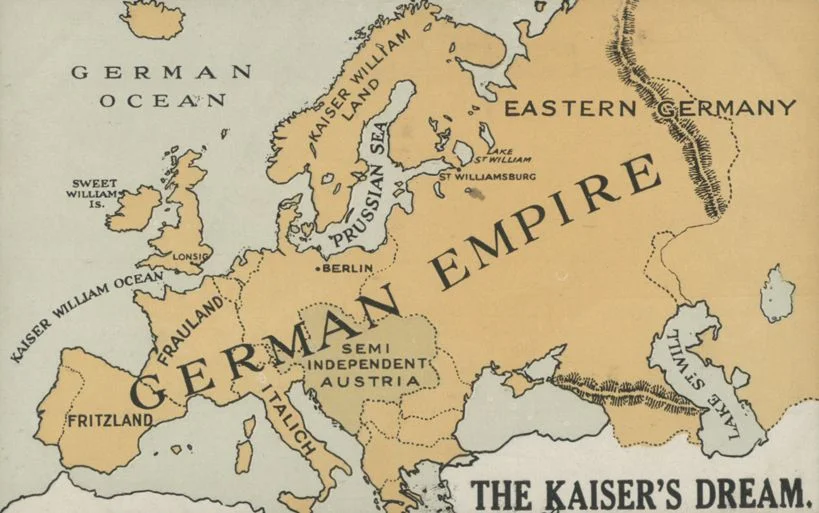 GERMAN
OCEAN
KAISER WILLIAM
LAND
EASTERN GERMANY
PRUSSIAN SEA
LAKE
ST WILLIAM
ST WILLIAMSBURG
SWEET
WILLIAM
IS.
LONSIG
KAISER WILLIAM OCEAN
BERLIN
GERMAN EMPIRE
FRAULAND
SEMI
INDEPENDENT
AUSTRIA
FRITZLAND
ITALICH
LAKE ST WILL
THE KAISER'S DREAM.